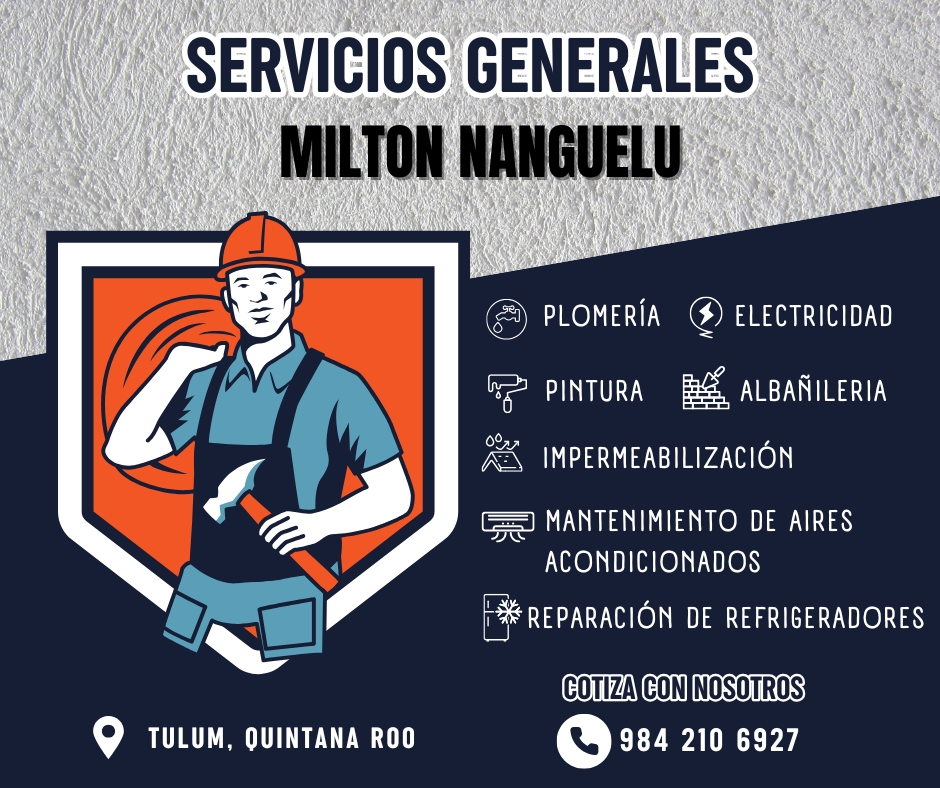 SERVICIOS GENERALES
MILTON NANGUELU
PLOMERÍA
ELECTRICIDAD
PINTURA
ALBAÑILERIA
IMPERMEABILIZACIÓN
MANTENIMIENTO DE AIRES
ACONDICIONADOS
REPARACIÓN DE REFRIGERADORES
COTIZA CON NOSOTROS
TULUM, QUINTANA ROO
984 210 6927